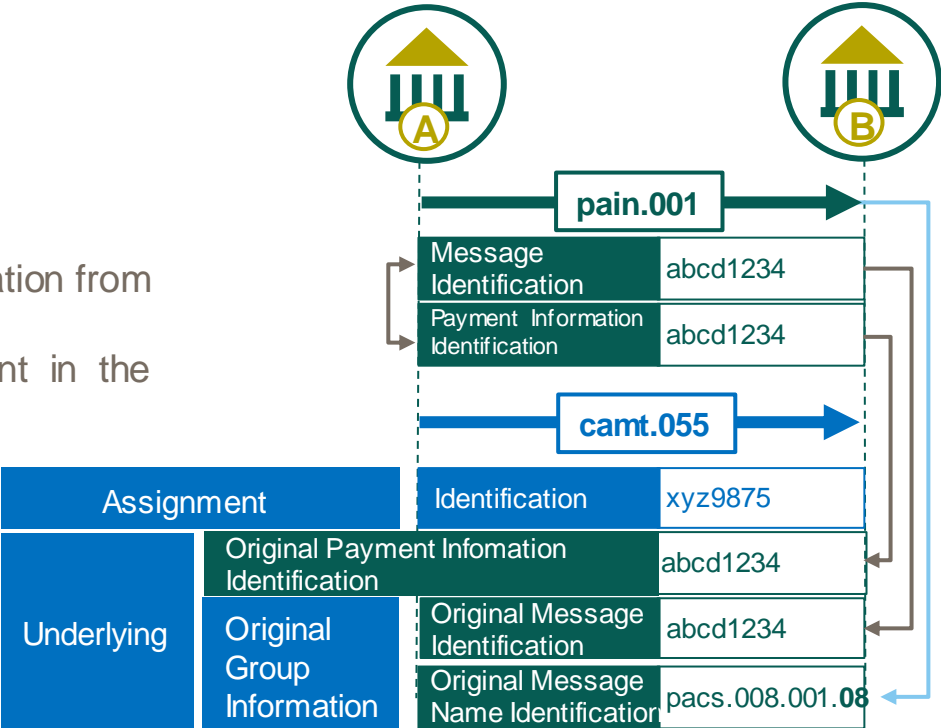 A
B
pain.001
Message
Identification
abcd1234
ation from
Payment Information
Identification
abcd1234
nt in the
camt.055
Assignment
Identification
xyz9875
Underlying
Original Payment Infomation
Identification
abcd1234
Original
Group
Information
Original Message
Identification
abcd1234
Original Message
Name Identification
pacs.008.001.08